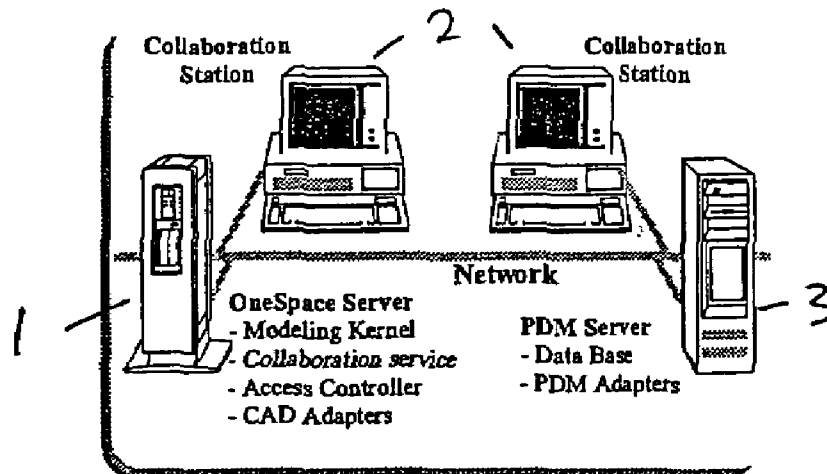 2
Collaboration
Station
Collaboration
Station
Network
1
OneSpace Server
- Modeling Kernel
- Collaboration service
- Access Controller
- CAD Adapters
PDM Server
- Data Base
- PDM Adapters
3